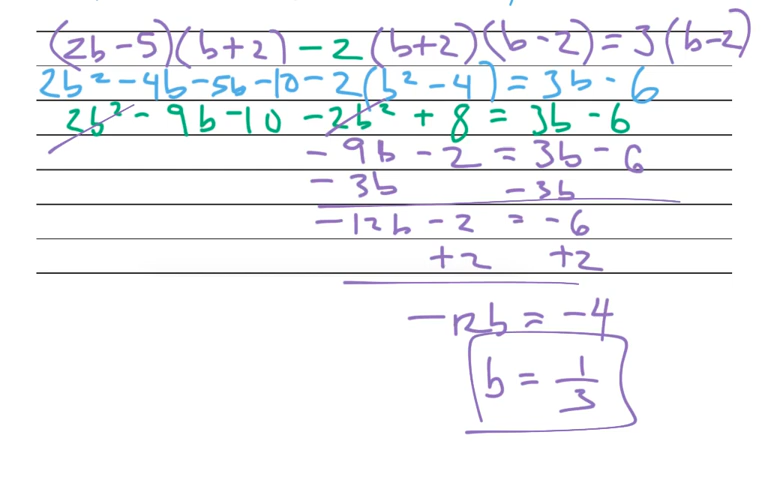 (2b-5)(b+2) - 2(b+2)(b-2) = 3(b-2)
2b² - 4b - 5b - 10 - 2(b² - 4) = 3b - 6
2b² - 9b - 10 - 2b² + 8 = 3b - 6
- 9b - 2 = 3b - 6
- 3b - 3b
- 12b - 2 = -6
+2 +2
-12b = -4
b = 1/3